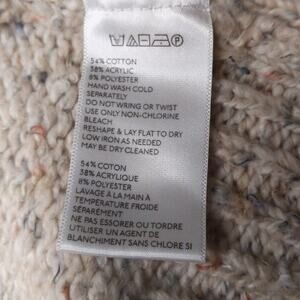 54% COTTON
38% ACRYLIC
8% POLYESTER
HAND WASH COLD
SEPARATELY
DO NOT WRING OR TWIST
USE ONLY NON-CHLORINE
BLEACH
RESHAPE & LAY FLAT TO DRY
LOW IRON AS NEEDED
MAY BE DRY CLEANED
54% COTON
38% ACRYLIQUE
8% POLYESTER
LAVAGE À LA MAIN À
TEMPÉRATURE FROIDE
SÉPARÉMENT
NE PAS ESSORER OU TORDRE
UTILISER UN AGENT DE
BLANCHIMENT SANS CHLORE SI